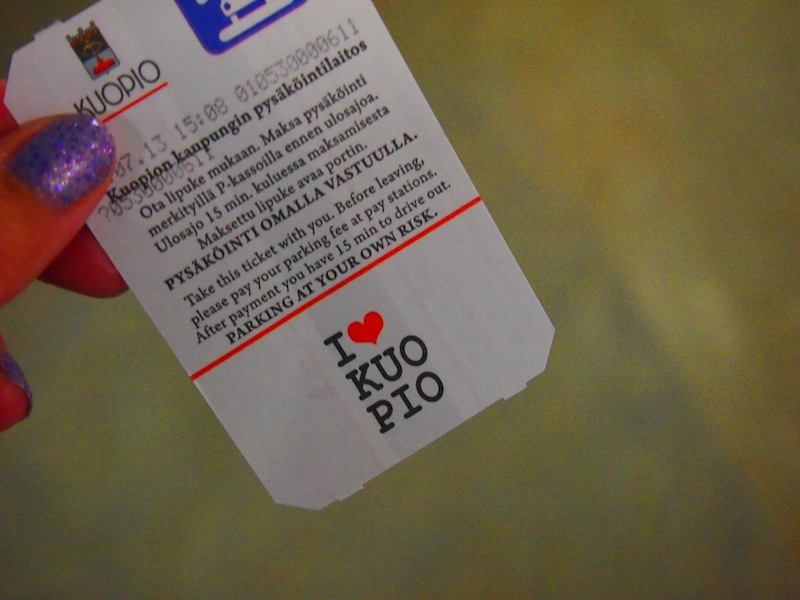 KUOPIO
07.13 15:08 010530000611
Kuopion kaupungin pysäköintilaitos
Ota lipuke mukaan. Maksa pysäköinti
merkityillä P-kassoilla ennen ulosajoa.
Ulosajo 15 min. kuluessa maksamisesta
Maksettu lipuke avaa portin.
PYSÄKÖINTI OMALLA VASTUULLA.
Take this ticket with you. Before leaving,
please pay your parking fee at pay stations.
After payment you have 15 min to drive out.
PARKING AT YOUR OWN RISK.
I ❤
KUO
PIO